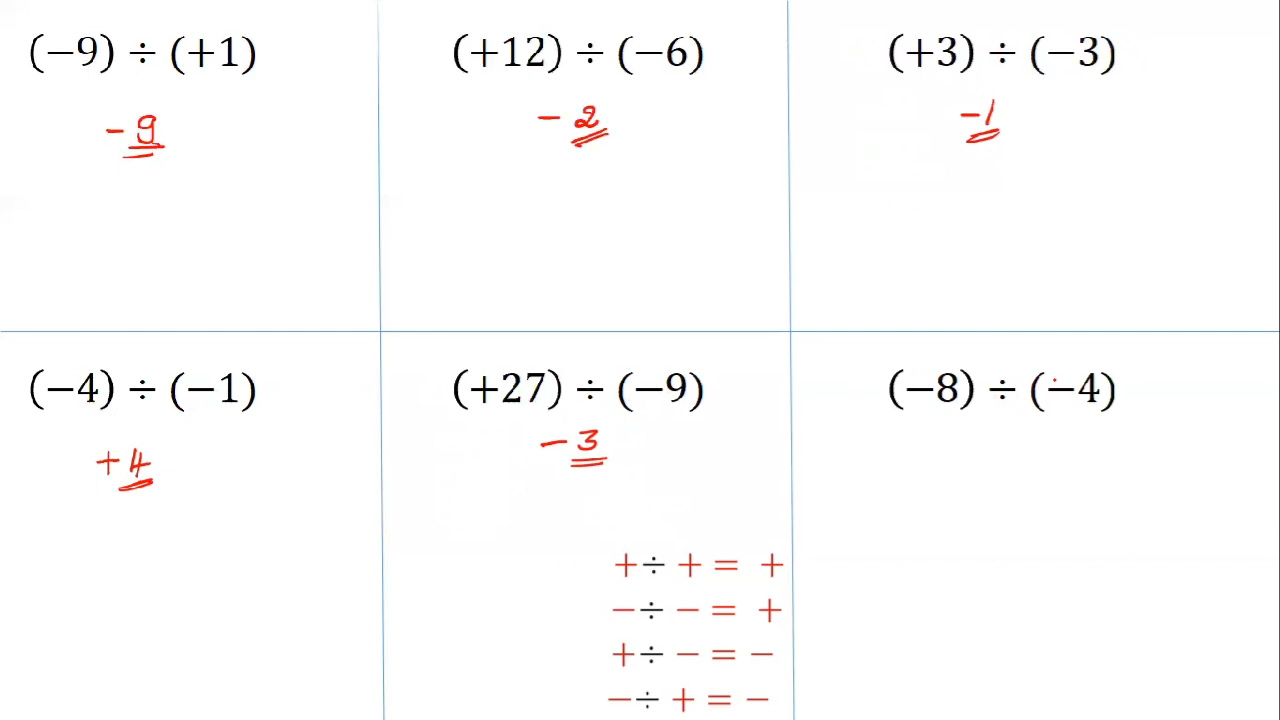 (−9) ÷ (+1)
− 9
(+12) ÷ (−6)
− 2
(+3) ÷ (−3)
−1
(−4) ÷ (−1)
+ 4
(+27) ÷ (−9)
− 3
(−8) ÷ (−4)
+ ÷ + = +
− ÷ − = +
+ ÷ − = −
− ÷ + = −